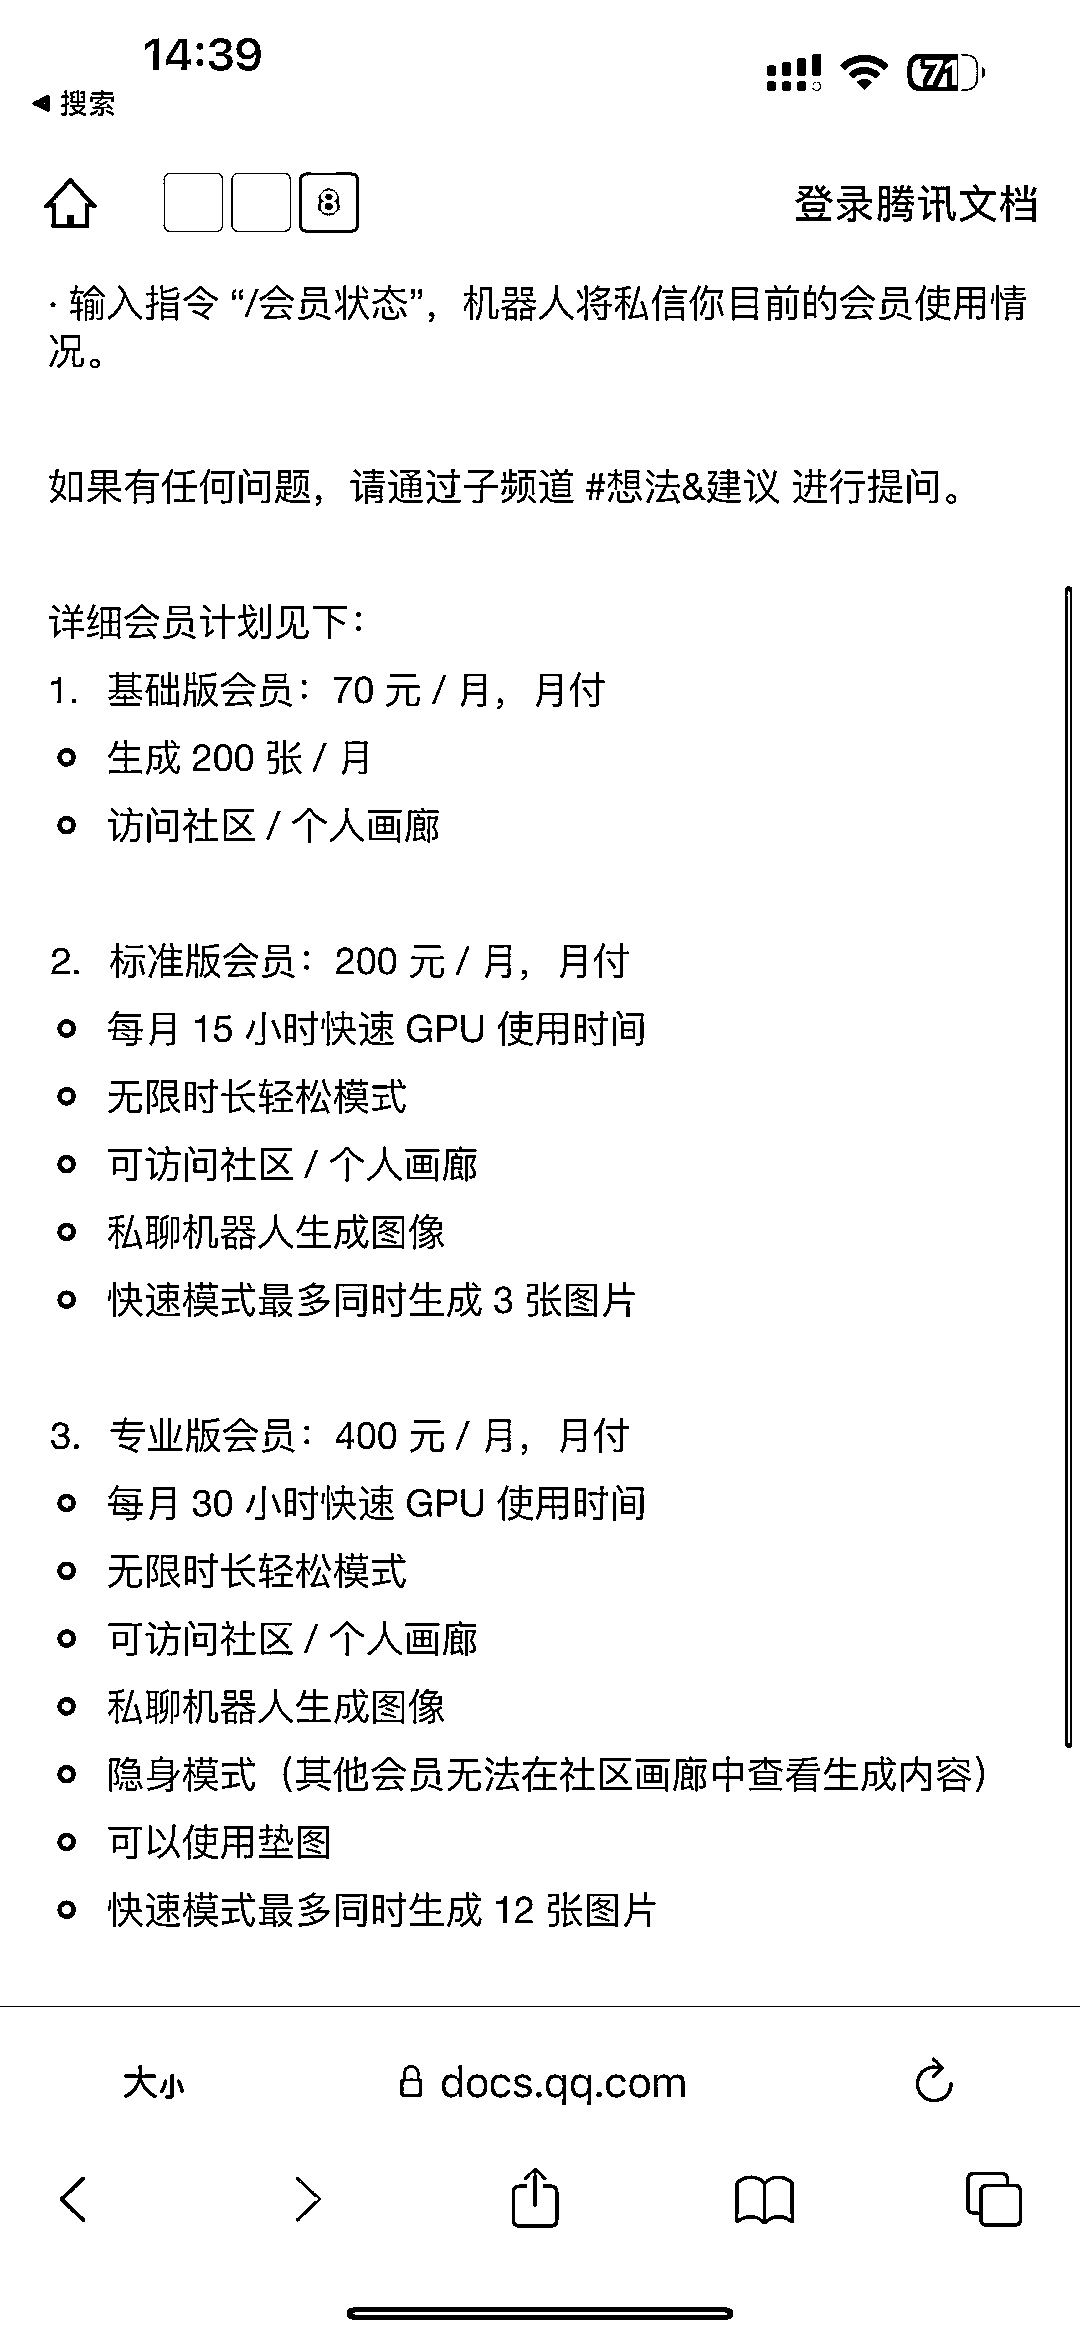 14:39
71
◀ 搜索
8
登录腾讯文档
· 输入指令 “/会员状态”，机器人将私信你目前的会员使用情
况。
如果有任何问题，请通过子频道 #想法&建议 进行提问。
详细会员计划见下：
1. 基础版会员：70 元 / 月，月付
生成 200 张 / 月
访问社区 / 个人画廊
2. 标准版会员：200 元 / 月，月付
每月 15 小时快速 GPU 使用时间
无限时长轻松模式
可访问社区 / 个人画廊
私聊机器人生成图像
快速模式最多同时生成 3 张图片
3. 专业版会员：400 元 / 月，月付
每月 30 小时快速 GPU 使用时间
无限时长轻松模式
可访问社区 / 个人画廊
私聊机器人生成图像
隐身模式（其他会员无法在社区画廊中查看生成内容）
可以使用垫图
快速模式最多同时生成 12 张图片
大小
docs.qq.com